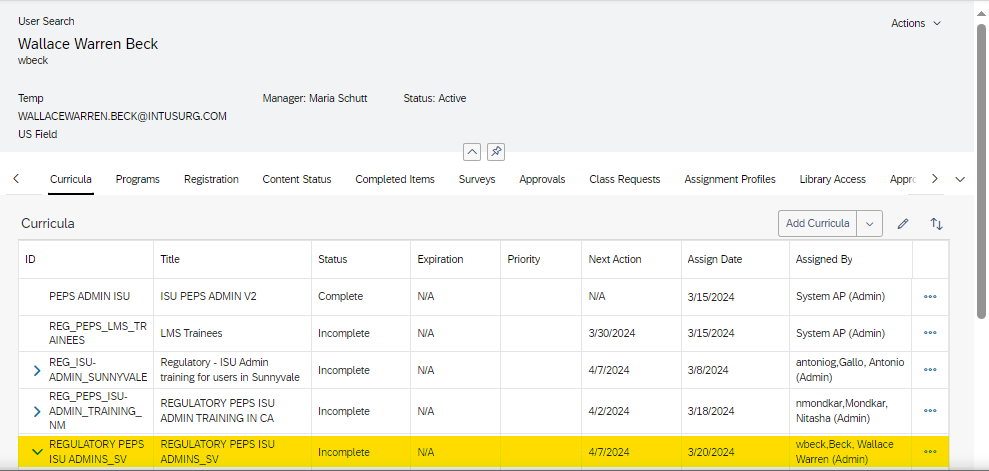 User Search
Actions
Wallace Warren Beck
wbeck
Temp
Manager: Maria Schutt
Status: Active
WALLACEWARREN.BECK@INTUSURG.COM
US Field
Curricula Programs Registration Content Status Completed Items Surveys Approvals Class Requests Assignment Profiles Library Access Appro
Curricula
Add Curricula
ID Title Status Expiration Priority Next Action Assign Date Assigned By
PEPS ADMIN ISU ISU PEPS ADMIN V2 Complete N/A N/A 3/15/2024 System AP (Admin)
REG_PEPS_LMS_TR
AINEES
LMS Trainees Incomplete N/A 3/30/2024 3/15/2024 System AP (Admin)
REG_ISU-
ADMIN_SUNNYVALE
Regulatory - ISU Admin
training for users in Sunnyvale
Incomplete N/A 4/7/2024 3/8/2024
antoniog,Gallo, Antonio
(Admin)
REG_PEPS_ISU-
ADMIN_TRAINING_
NM
REGULATORY PEPS ISU
ADMIN TRAINING IN CA
Incomplete N/A 4/2/2024 3/18/2024
nmondkar,Mondkar,
Nitasha (Admin)
REGULATORY PEPS
ISU ADMINS_SV
REGULATORY PEPS ISU
ADMINS_SV
Incomplete N/A 4/7/2024 3/20/2024
wbeck,Beck, Wallace
Warren (Admin)